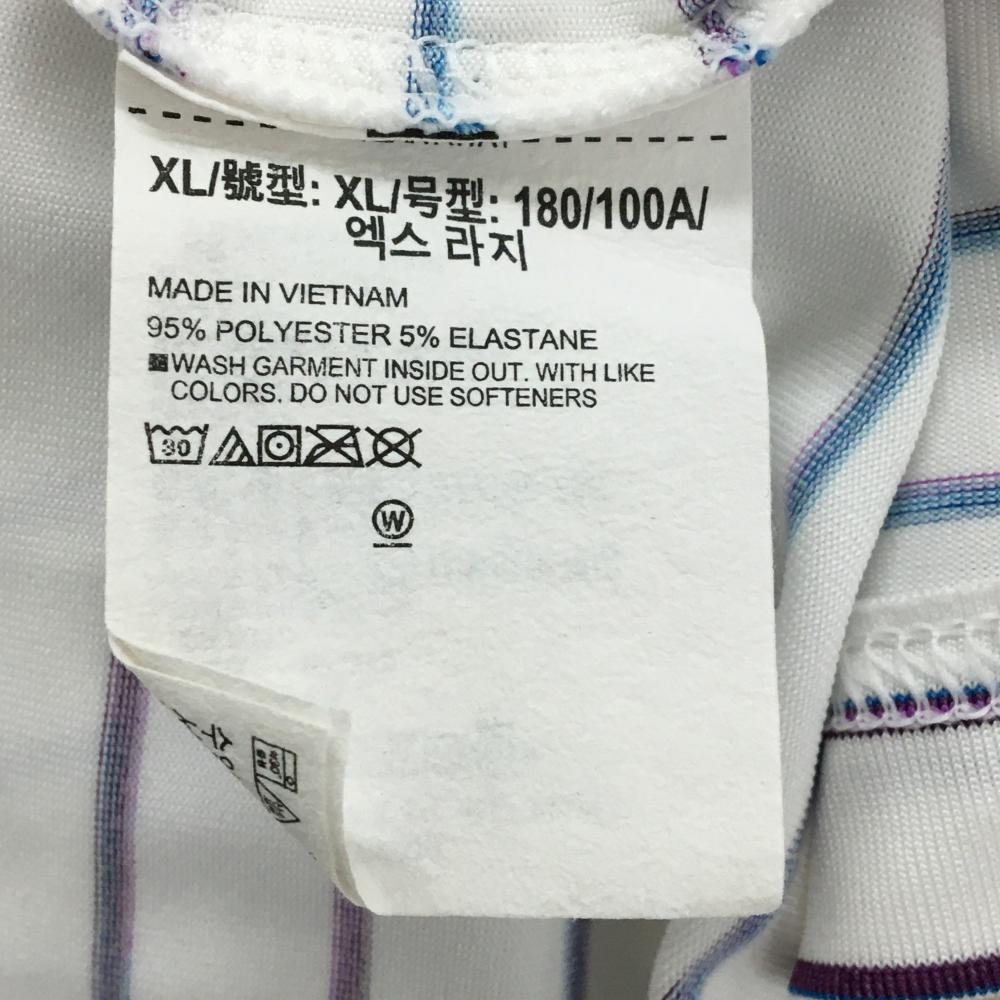 XL/號型: XL/号型: 180/100A/
엑스 라지
MADE IN VIETNAM
95% POLYESTER 5% ELASTANE
WASH GARMENT INSIDE OUT. WITH LIKE
COLORS. DO NOT USE SOFTENERS
30
W